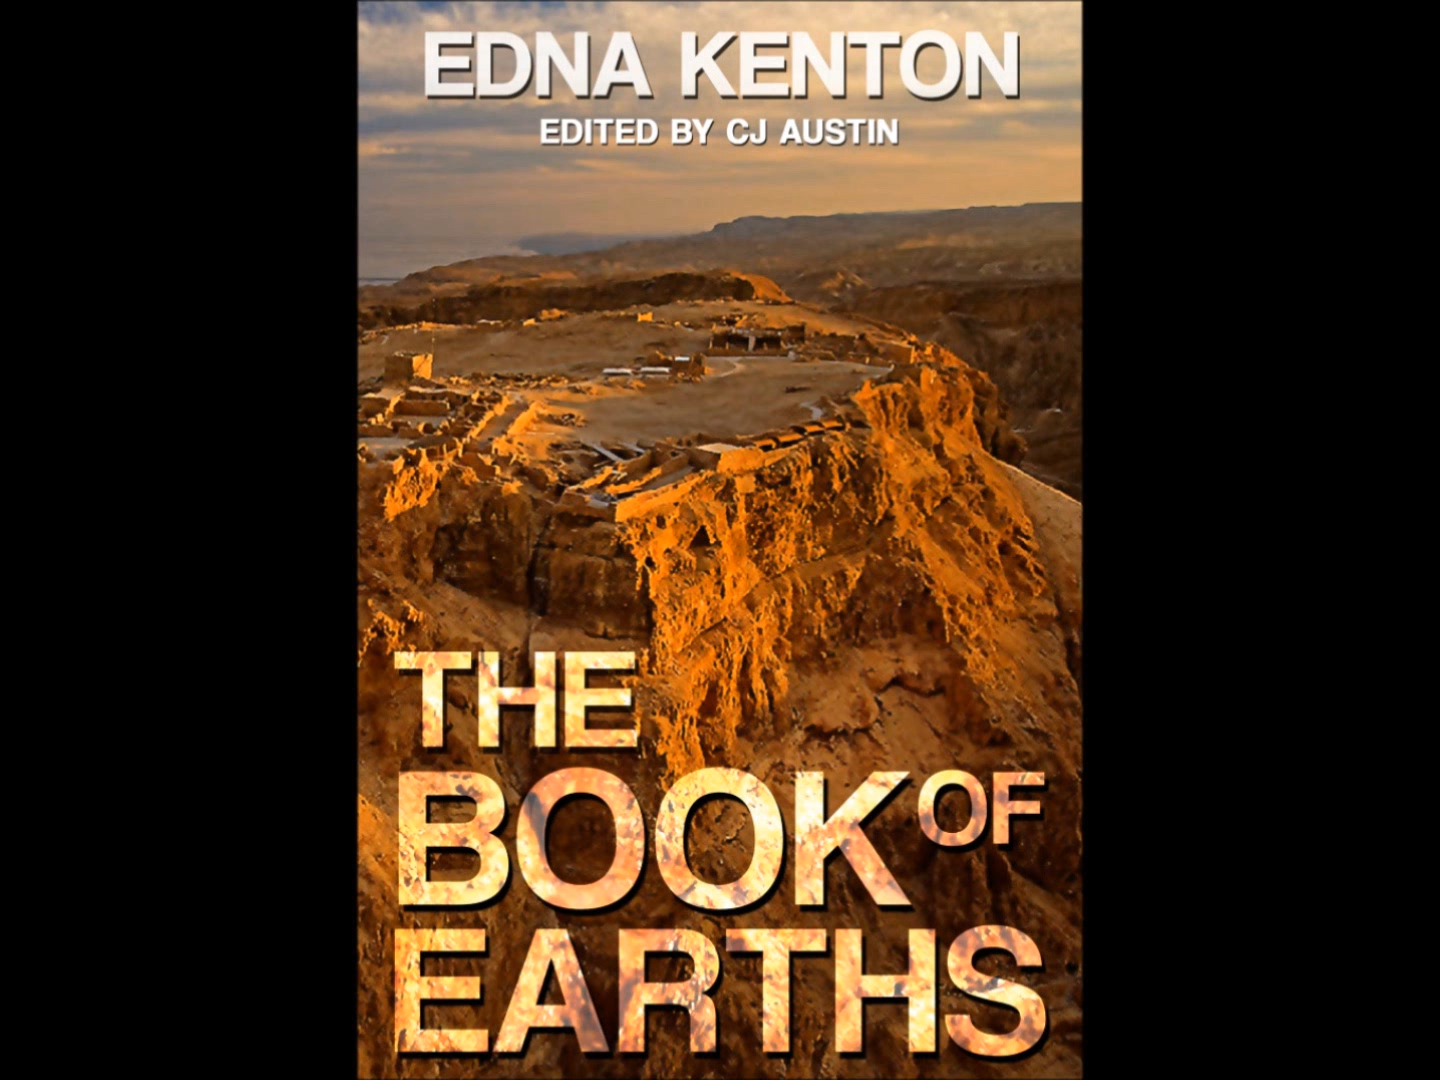 EDNA KENTON
EDITED BY CJ AUSTIN
THE
BOOK OF
EARTHS